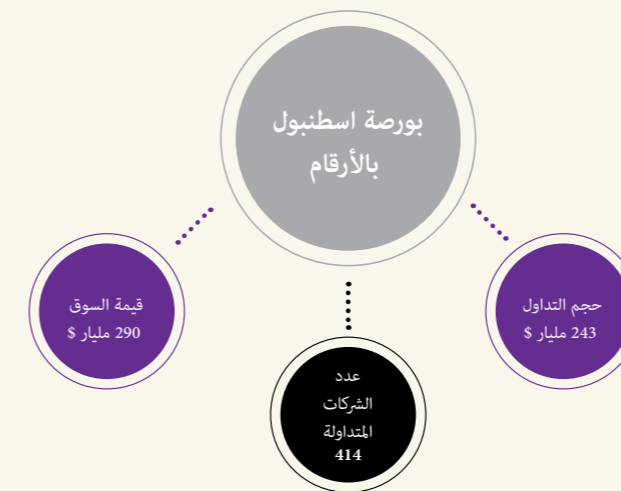 بورصة اسطنبول
بالأرقام
حجم التداول
243 مليار $
قيمة السوق
290 مليار $
عدد
الشركات
المتداولة
414